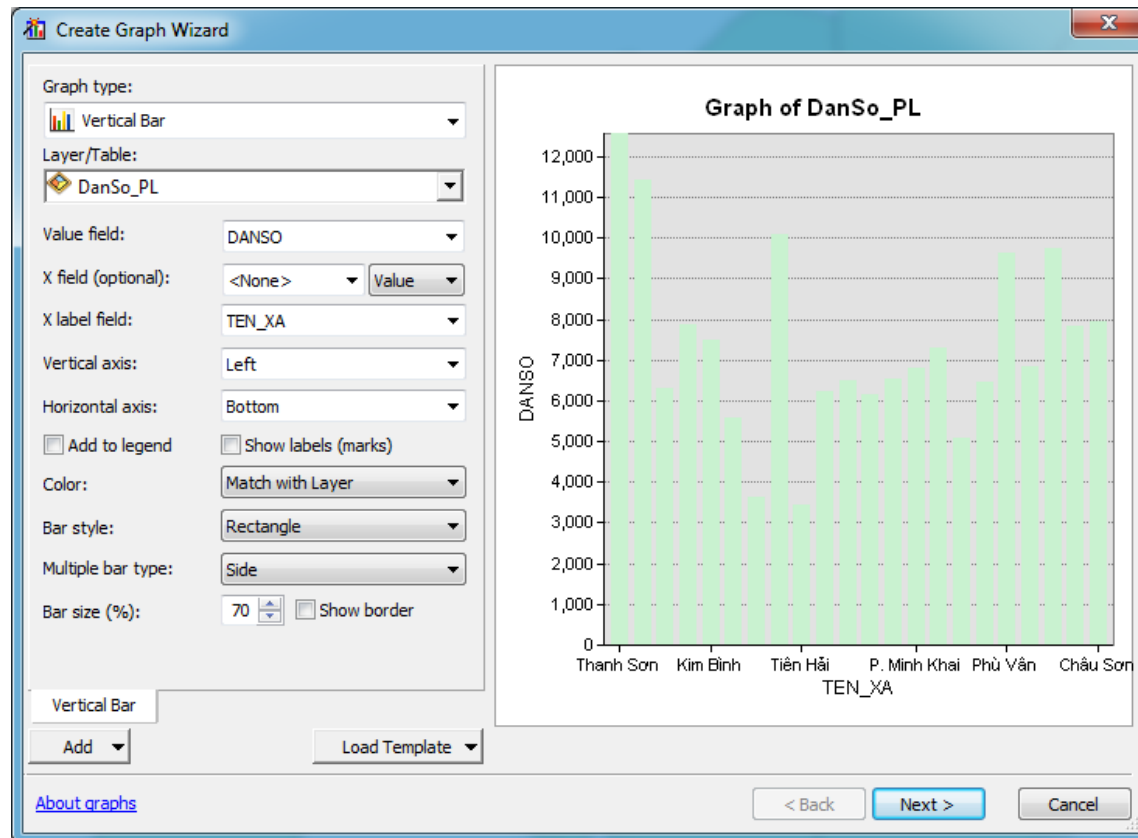 Create Graph Wizard
Graph type:
Vertical Bar
Layer/Table:
DanSo_PL
Value field: DANSO
X field (optional): <None> Value
X label field: TEN_XA
Vertical axis: Left
Horizontal axis: Bottom
Add to legend Show labels (marks)
Color: Match with Layer
Bar style: Rectangle
Multiple bar type: Side
Bar size (%): 70 Show border
Vertical Bar
Add Load Template
Graph of DanSo_PL
12,000
11,000
10,000
9,000
8,000
7,000
6,000
5,000
4,000
3,000
2,000
1,000
0
DANSO
Thanh Sơn Kim Bình Tiên Hải P. Minh Khai Phù Vân Châu Sơn
TEN_XA
About graphs
< Back Next > Cancel